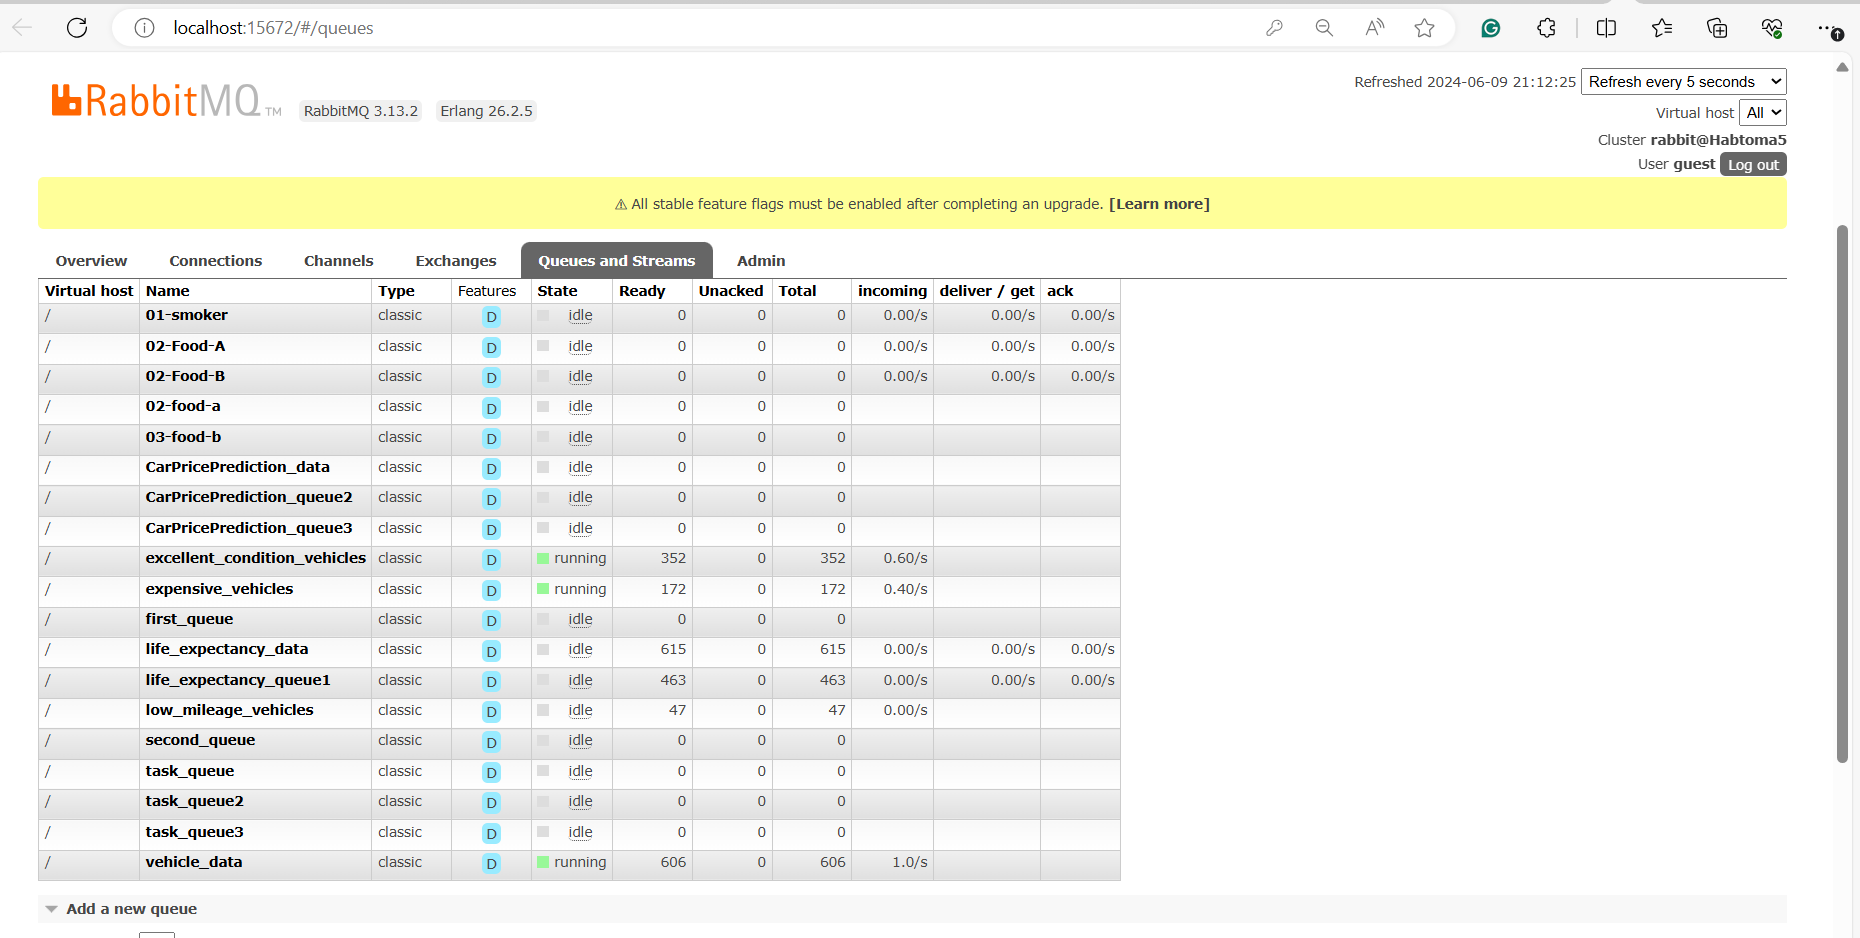 localhost:15672/#/queues
Refreshed 2024-06-09 21:12:25 Refresh every 5 seconds
RabbitMQ TM RabbitMQ 3.13.2 Erlang 26.2.5
Virtual host All
Cluster rabbit@Habtoma5
User guest Log out
⚠ All stable feature flags must be enabled after completing an upgrade. [Learn more]
Overview Connections Channels Exchanges Queues and Streams Admin
Virtual host Name Type Features State Ready Unacked Total incoming deliver / get ack
/ 01-smoker classic D idle 0 0 0 0.00/s 0.00/s 0.00/s
/ 02-Food-A classic D idle 0 0 0 0.00/s 0.00/s 0.00/s
/ 02-Food-B classic D idle 0 0 0 0.00/s 0.00/s 0.00/s
/ 02-food-a classic D idle 0 0 0
/ 03-food-b classic D idle 0 0 0
/ CarPricePrediction_data classic D idle 0 0 0
/ CarPricePrediction_queue2 classic D idle 0 0 0
/ CarPricePrediction_queue3 classic D idle 0 0 0
/ excellent_condition_vehicles classic D running 352 0 352 0.60/s
/ expensive_vehicles classic D running 172 0 172 0.40/s
/ first_queue classic D idle 0 0 0
/ life_expectancy_data classic D idle 615 0 615 0.00/s 0.00/s 0.00/s
/ life_expectancy_queue1 classic D idle 463 0 463 0.00/s 0.00/s 0.00/s
/ low_mileage_vehicles classic D idle 47 0 47 0.00/s
/ second_queue classic D idle 0 0 0
/ task_queue classic D idle 0 0 0
/ task_queue2 classic D idle 0 0 0
/ task_queue3 classic D idle 0 0 0
/ vehicle_data classic D running 606 0 606 1.0/s
Add a new queue